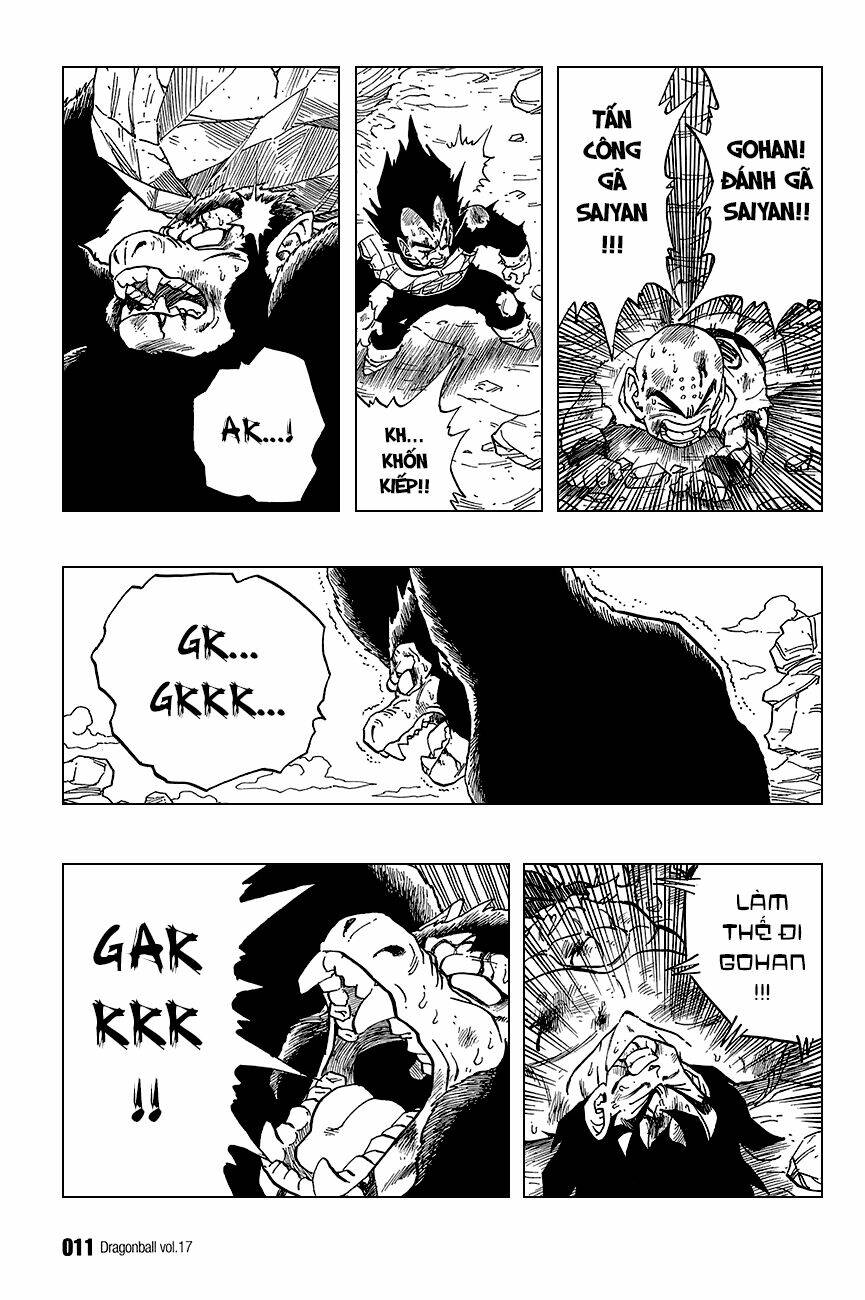 GOHAN!
ĐÁNH GÃ
SAIYAN!!
TẤN
CÔNG
GÃ
SAIYAN
!!!
KH...
KHỐN
KIẾP!!
AK...!
GK...
GKKK...
LÀM
THẾ ĐI
GOHAN
!!!
GAK
KKK
!!
011 Dragonball vol.17